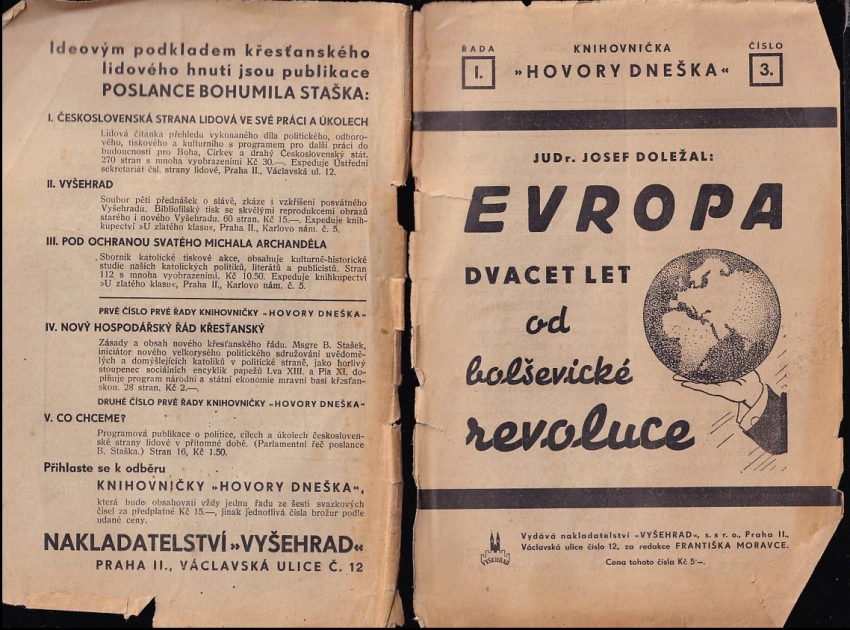 Ideovým podkladem křesťanského
lidového hnutí jsou publikace
POSLANCE BOHUMILA STAŠKA:
I. ČESKOSLOVENSKÁ STRANA LIDOVÁ VE SVÉ PRÁCI A ÚKOLECH
Lidová čítanka přehledu vykonaného díla politického, odboro-
vého, tiskového a kulturního s programem pro další práci do
budoucnosti pro Boha, Církev a drahý Československý stát.
270 stran s mnoha vyobrazeními Kč 30.—. Expeduje Ústřední
sekretariát čsl. strany lidové, Praha II., Václavská ul. 12.
II. VYŠEHRAD
Soubor pěti přednášek o slávě, zkáze i vzkříšení posvátného
Vyšehradu. Bibliofilský tisk se skvělými reprodukcemi obrazů
starého i nového Vyšehradu. 60 stran. Kč 15.—. Expeduje knih-
kupectví »U zlatého klasu«, Praha II., Karlovo nám. č. 5.
III. POD OCHRANOU SVATÉHO MICHALA ARCHANDĚLA
Sborník katolické tiskové akce, obsahuje kulturně-historické
studie našich katolických politiků, literátů a publicistů. Stran
112 s mnoha vyobrazeními. Kč 10.50. Expeduje knihkupectví
»U zlatého klasu«, Praha II., Karlovo nám. č. 5.
PRVÉ ČÍSLO PRVÉ ŘADY KNIHOVNIČKY »HOVORY DNEŠKA«
IV. NOVÝ HOSPODÁŘSKÝ ŘÁD KŘESŤANSKÝ
Zásady a obsah nového křesťanského řádu. Msgre B. Stašek,
iniciátor nového velkorysého politického sdružování uvědomě-
lých a domýšlejících katolíků v politické straně, jako horlivý
stoupenec sociálních encyklik papežů Lva XIII. a Pia XI. do-
plňuje program národní a státní ekonomie mravní basí křesťan-
skou. 28 stran. Kč 2.—.
DRUHÉ ČÍSLO PRVÉ ŘADY KNIHOVNIČKY »HOVORY DNEŠKA«
V. CO CHCEME?
Programová publikace o politice, cílech a úkolech českosloven-
ské strany lidové v přítomné době. (Parlamentní řeč poslance
B. Staška.) Stran 16, Kč 1.50.
Přihlaste se k odběru
KNIHOVNIČKY »HOVORY DNEŠKA«,
která bude obsahovati vždy jednu řadu ze šesti svazkových
čísel za předplatné Kč 15.—, jinak jednotlivá čísla brožur podle
udané ceny.
NAKLADATELSTVÍ »VYŠEHRAD«
PRAHA II., VÁCLAVSKÁ ULICE Č. 12
ŘADA
I.
KNIHOVNIČKA
»HOVORY DNEŠKA«
ČÍSLO
3.
JUDr. JOSEF DOLEŽAL:
EVROPA
DVACET LET
od
bolševické
revoluce
VYŠEHRAD
Vydává nakladatelství »VYŠEHRAD«, s. s r. o., Praha II.,
Václavská ulice číslo 12, za redakce FRANTIŠKA MORAVCE.
Cena tohoto čísla Kč 5·—.